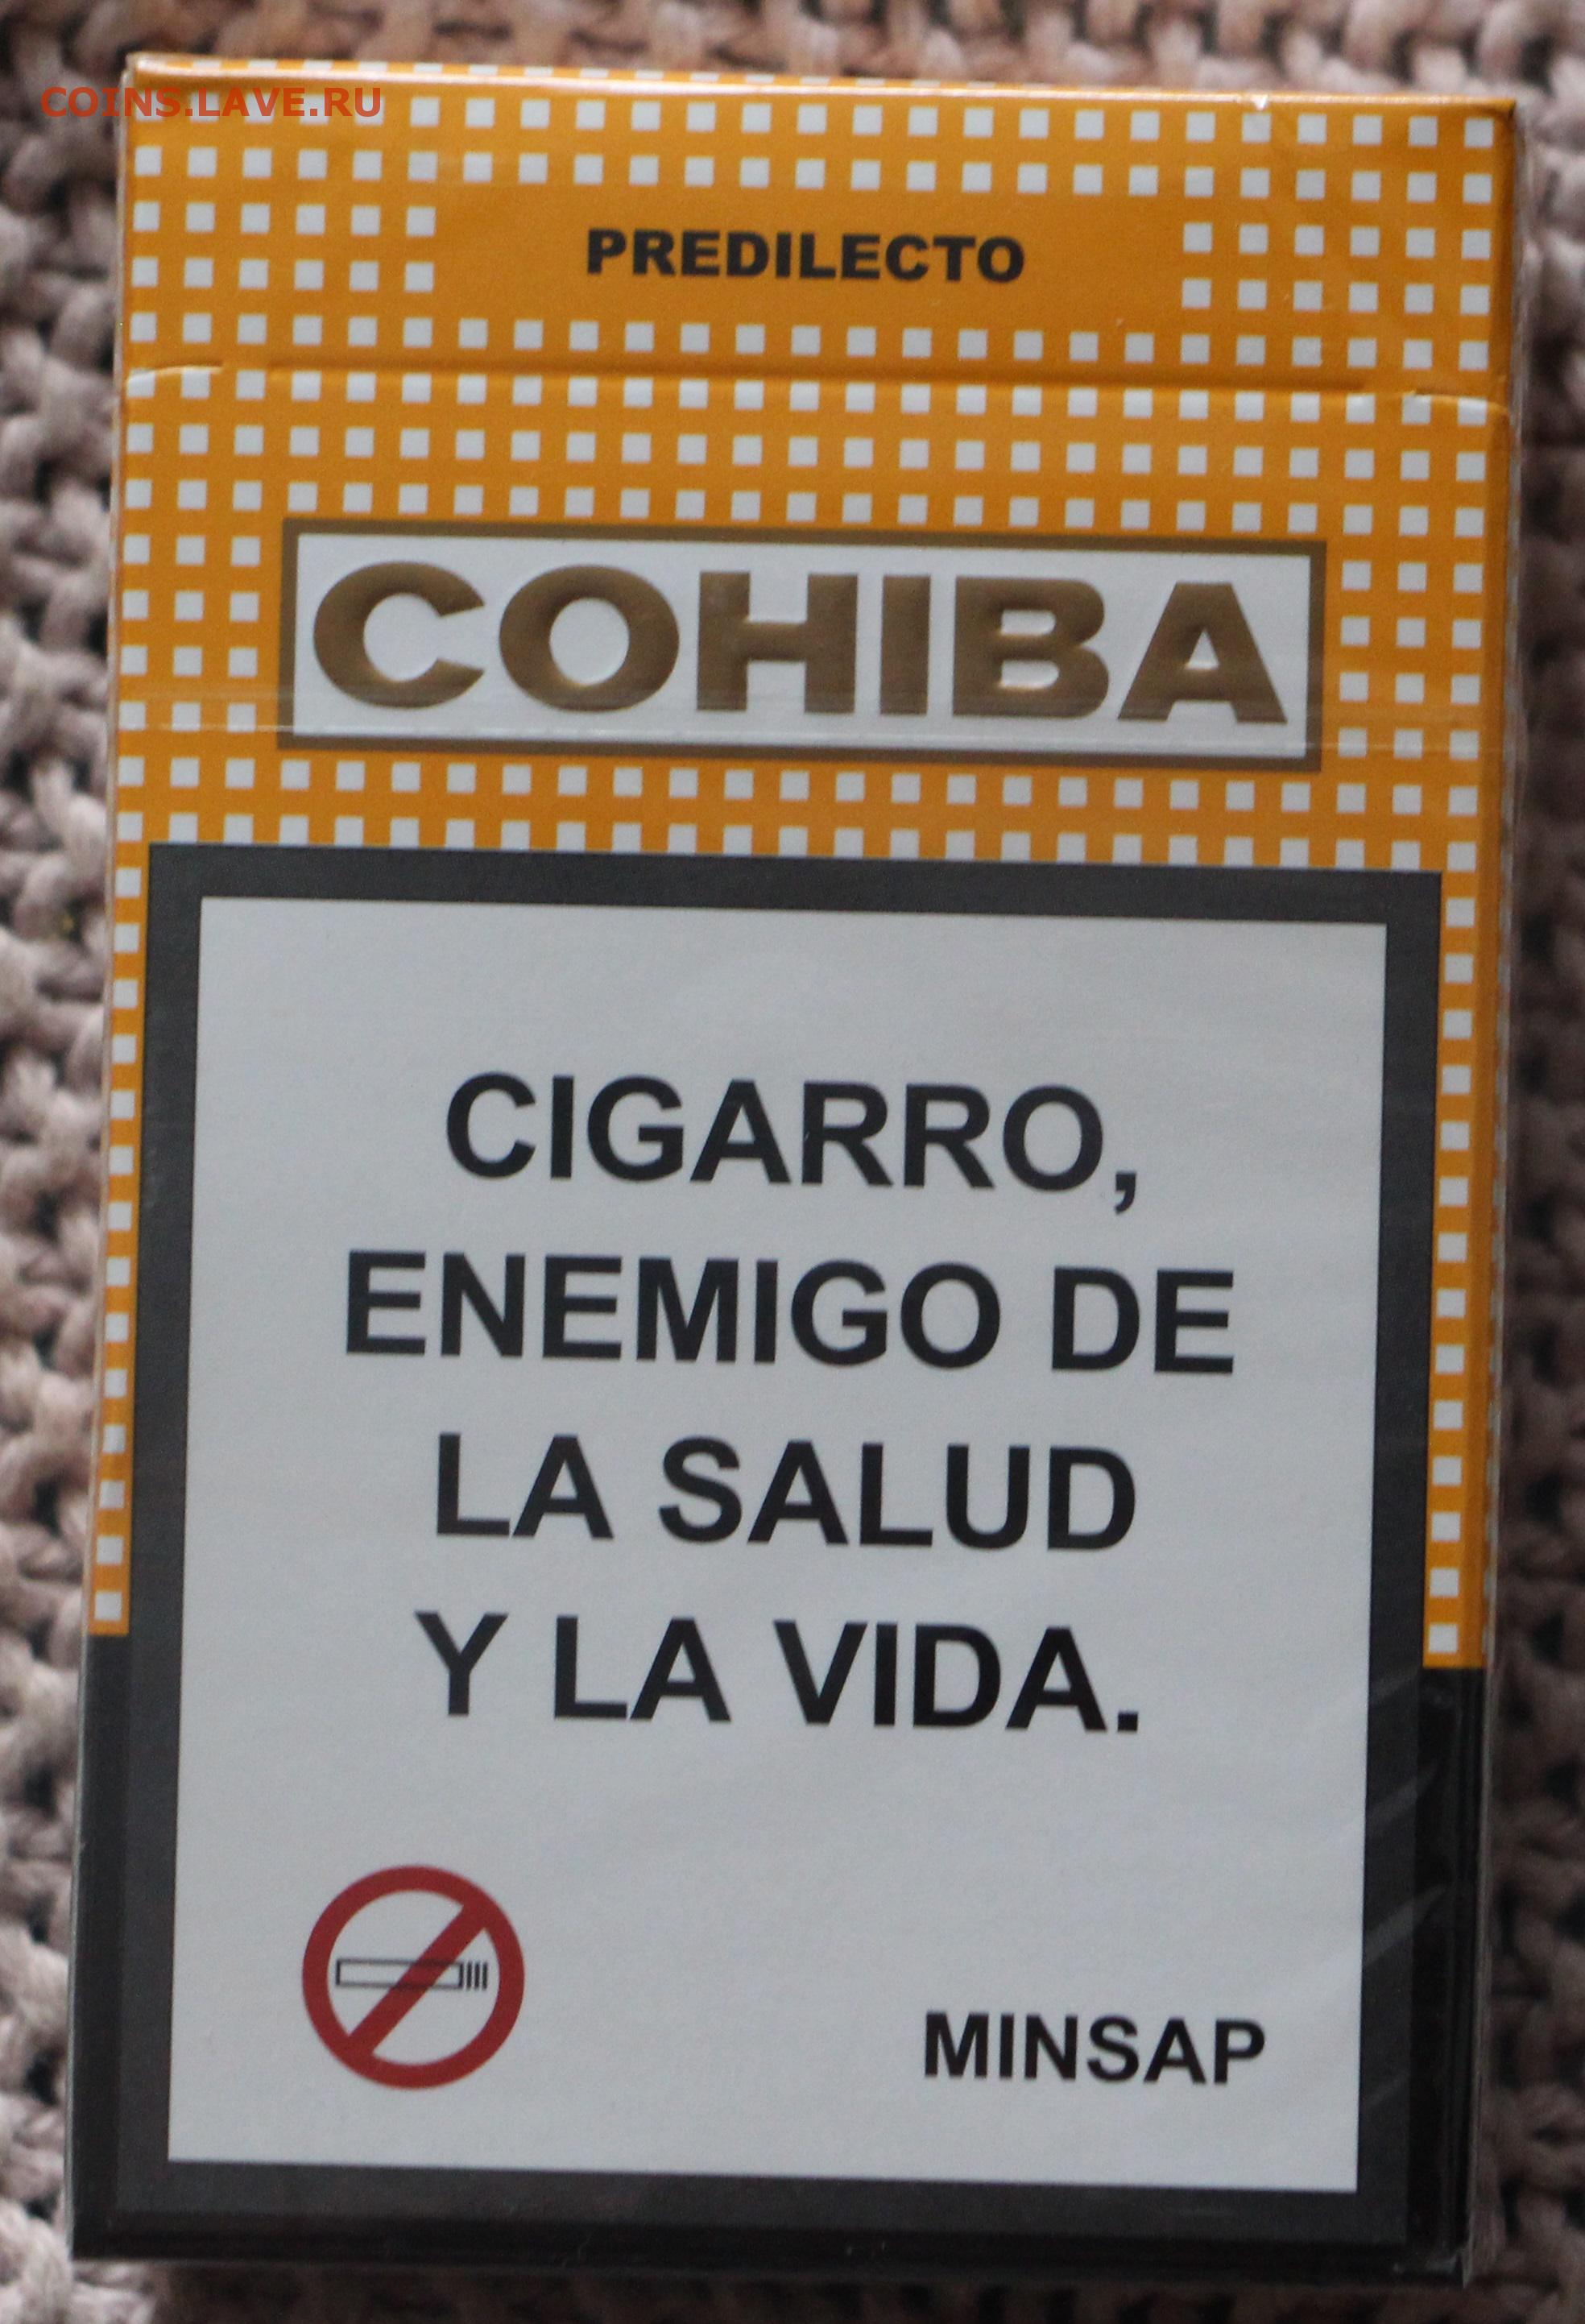 COINS.LAVE.RU
PREDILECTO
COHIBA
CIGARRO,
ENEMIGO DE
LA SALUD
Y LA VIDA.
MINSAP